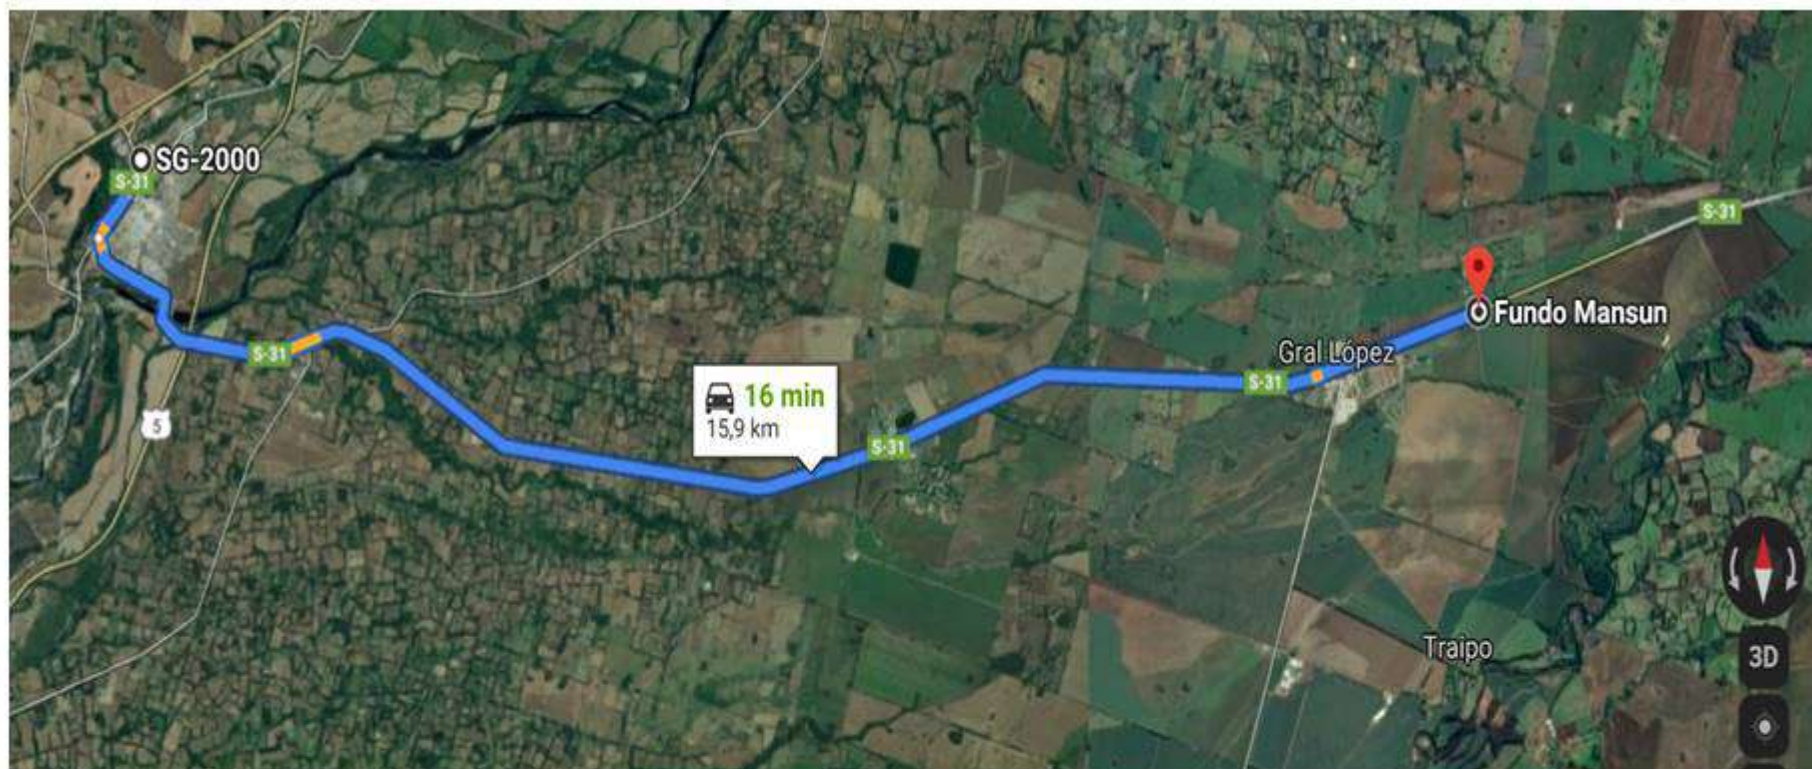 SG-2000
S-31
S-31
Fundo Mansun
Gral López
S-31
S-31
16 min
15,9 km
S-31
5
Traipo
3D